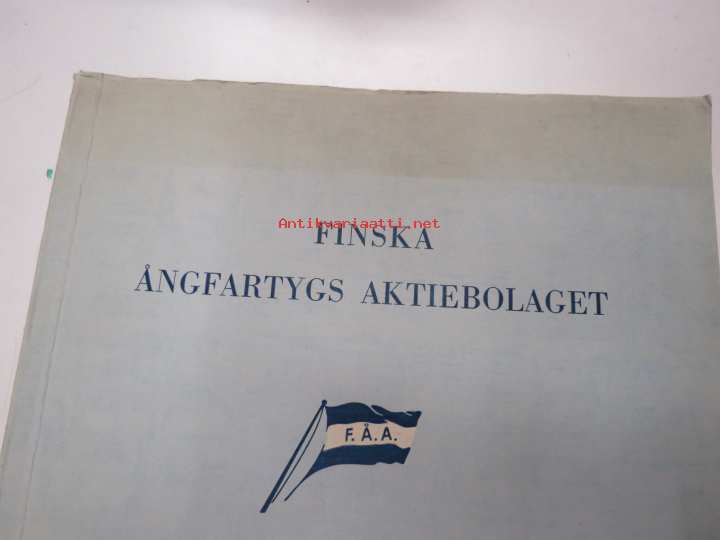 Antikvariaatti.net
FINSKA
ÅNGFARTYGS AKTIEBOLAGET
F.Å.A.